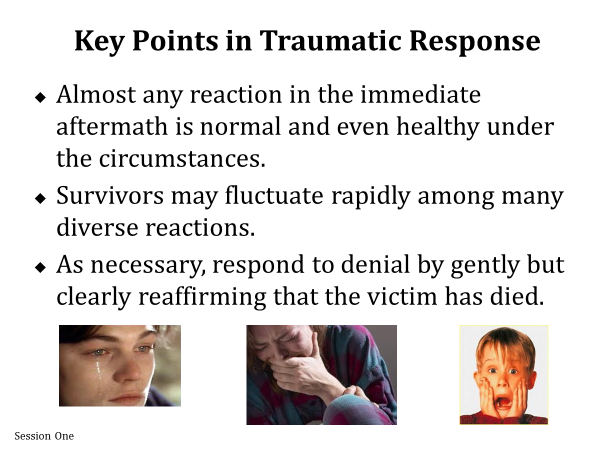 Key Points in Traumatic Response
◆ Almost any reaction in the immediate
aftermath is normal and even healthy under
the circumstances.
◆ Survivors may fluctuate rapidly among many
diverse reactions.
◆ As necessary, respond to denial by gently but
clearly reaffirming that the victim has died.
Session One